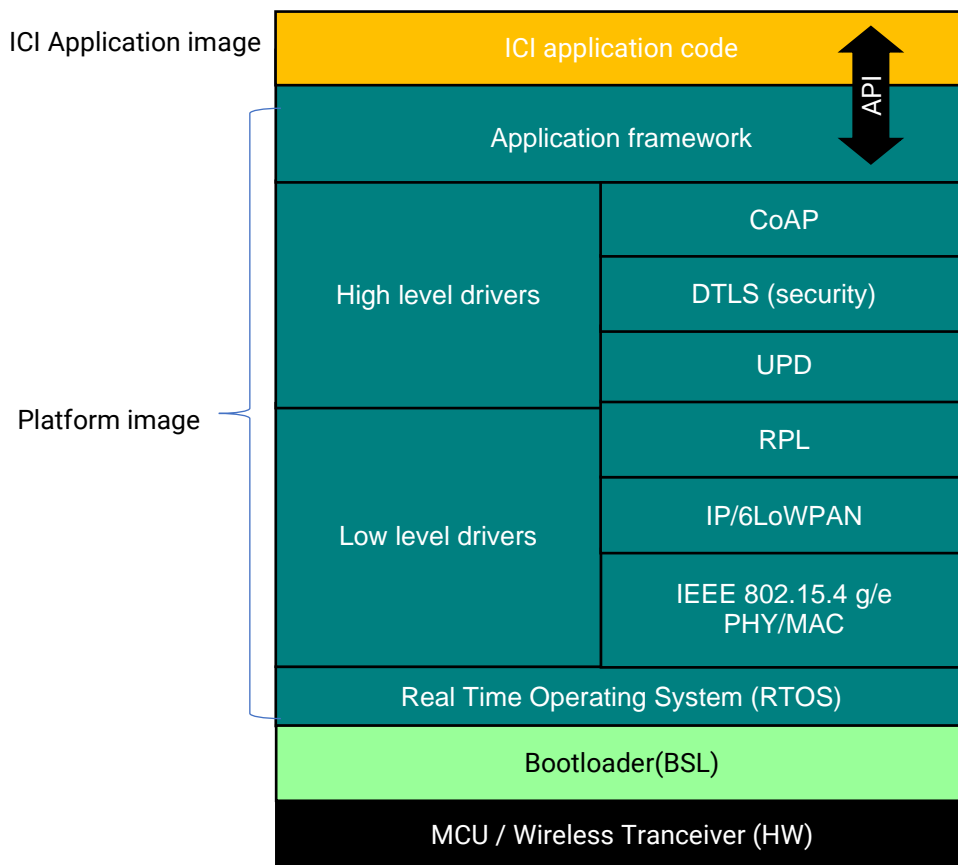 ICI Application image
ICI application code
API
Application framework
CoAP
High level drivers
DTLS (security)
UPD
Platform image
RPL
Low level drivers
IP/6LoWPAN
IEEE 802.15.4 g/e
PHY/MAC
Real Time Operating System (RTOS)
Bootloader(BSL)
MCU / Wireless Tranceiver (HW)